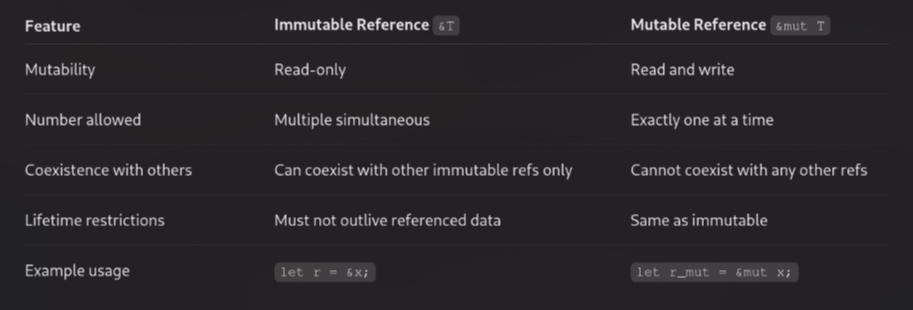 Feature Immutable Reference &T Mutable Reference &mut T
Mutability Read-only Read and write
Number allowed Multiple simultaneous Exactly one at a time
Coexistence with others Can coexist with other immutable refs only Cannot coexist with any other refs
Lifetime restrictions Must not outlive referenced data Same as immutable
Example usage let r = &x; let r_mut = &mut x;